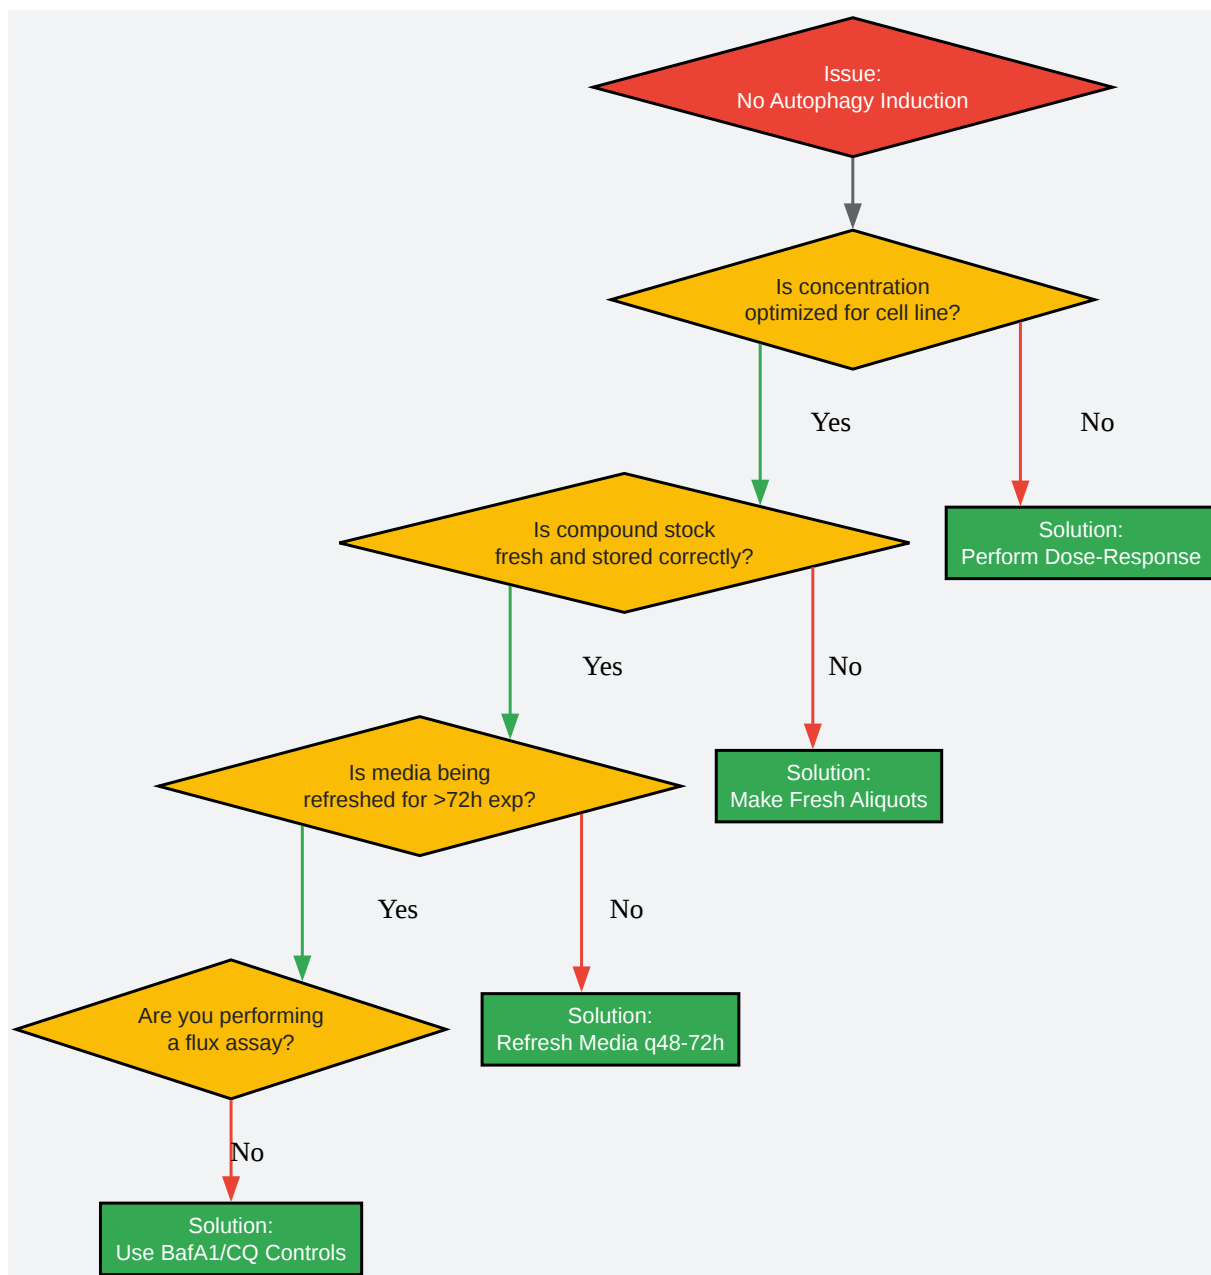 Issue:
No Autophagy Induction
Is concentration
optimized for cell line?
Yes
No
Is compound stock
fresh and stored correctly?
Solution:
Perform Dose-Response
Yes
No
Is media being
refreshed for >72h exp?
Solution:
Make Fresh Aliquots
Yes
No
Are you performing
a flux assay?
Solution:
Refresh Media q48-72h
No
Solution:
Use BafA1/CQ Controls